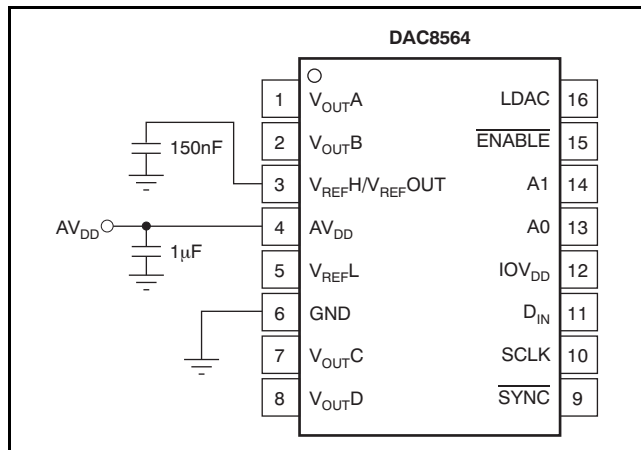 DAC8564
1 VOUTA LDAC 16
150nF
2 VOUTB ENABLE 15
3 VREFH/VREFOUT A1 14
AVDD 4 AVDD A0 13
1μF
5 VREFL IOVDD 12
6 GND DIN 11
7 VOUTC SCLK 10
8 VOUTD SYNC 9